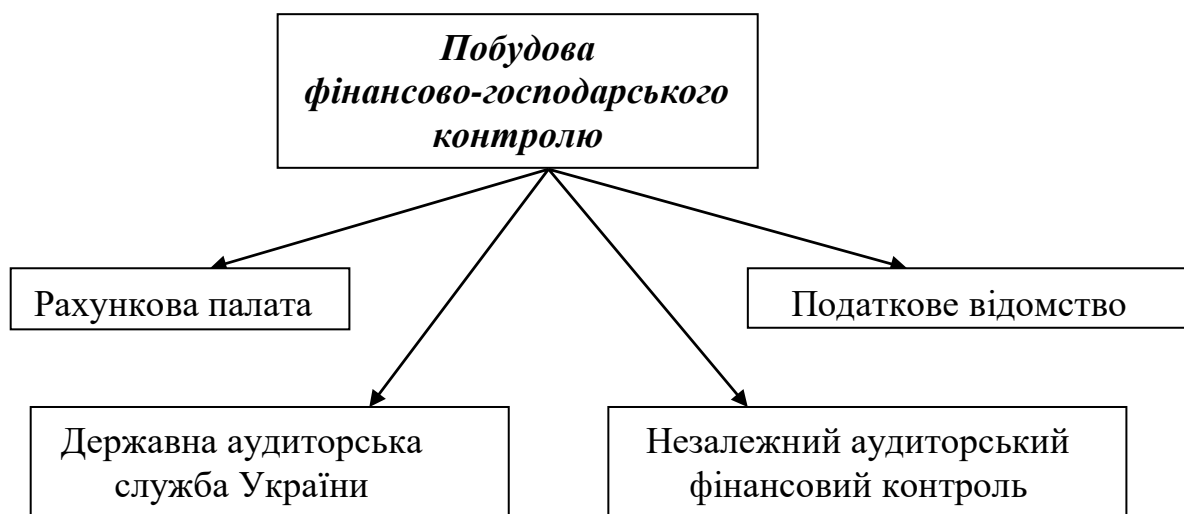 Побудова
фінансово-господарського
контролю
Рахункова палата
Податкове відомство
Державна аудиторська
служба України
Незалежний аудиторський
фінансовий контроль